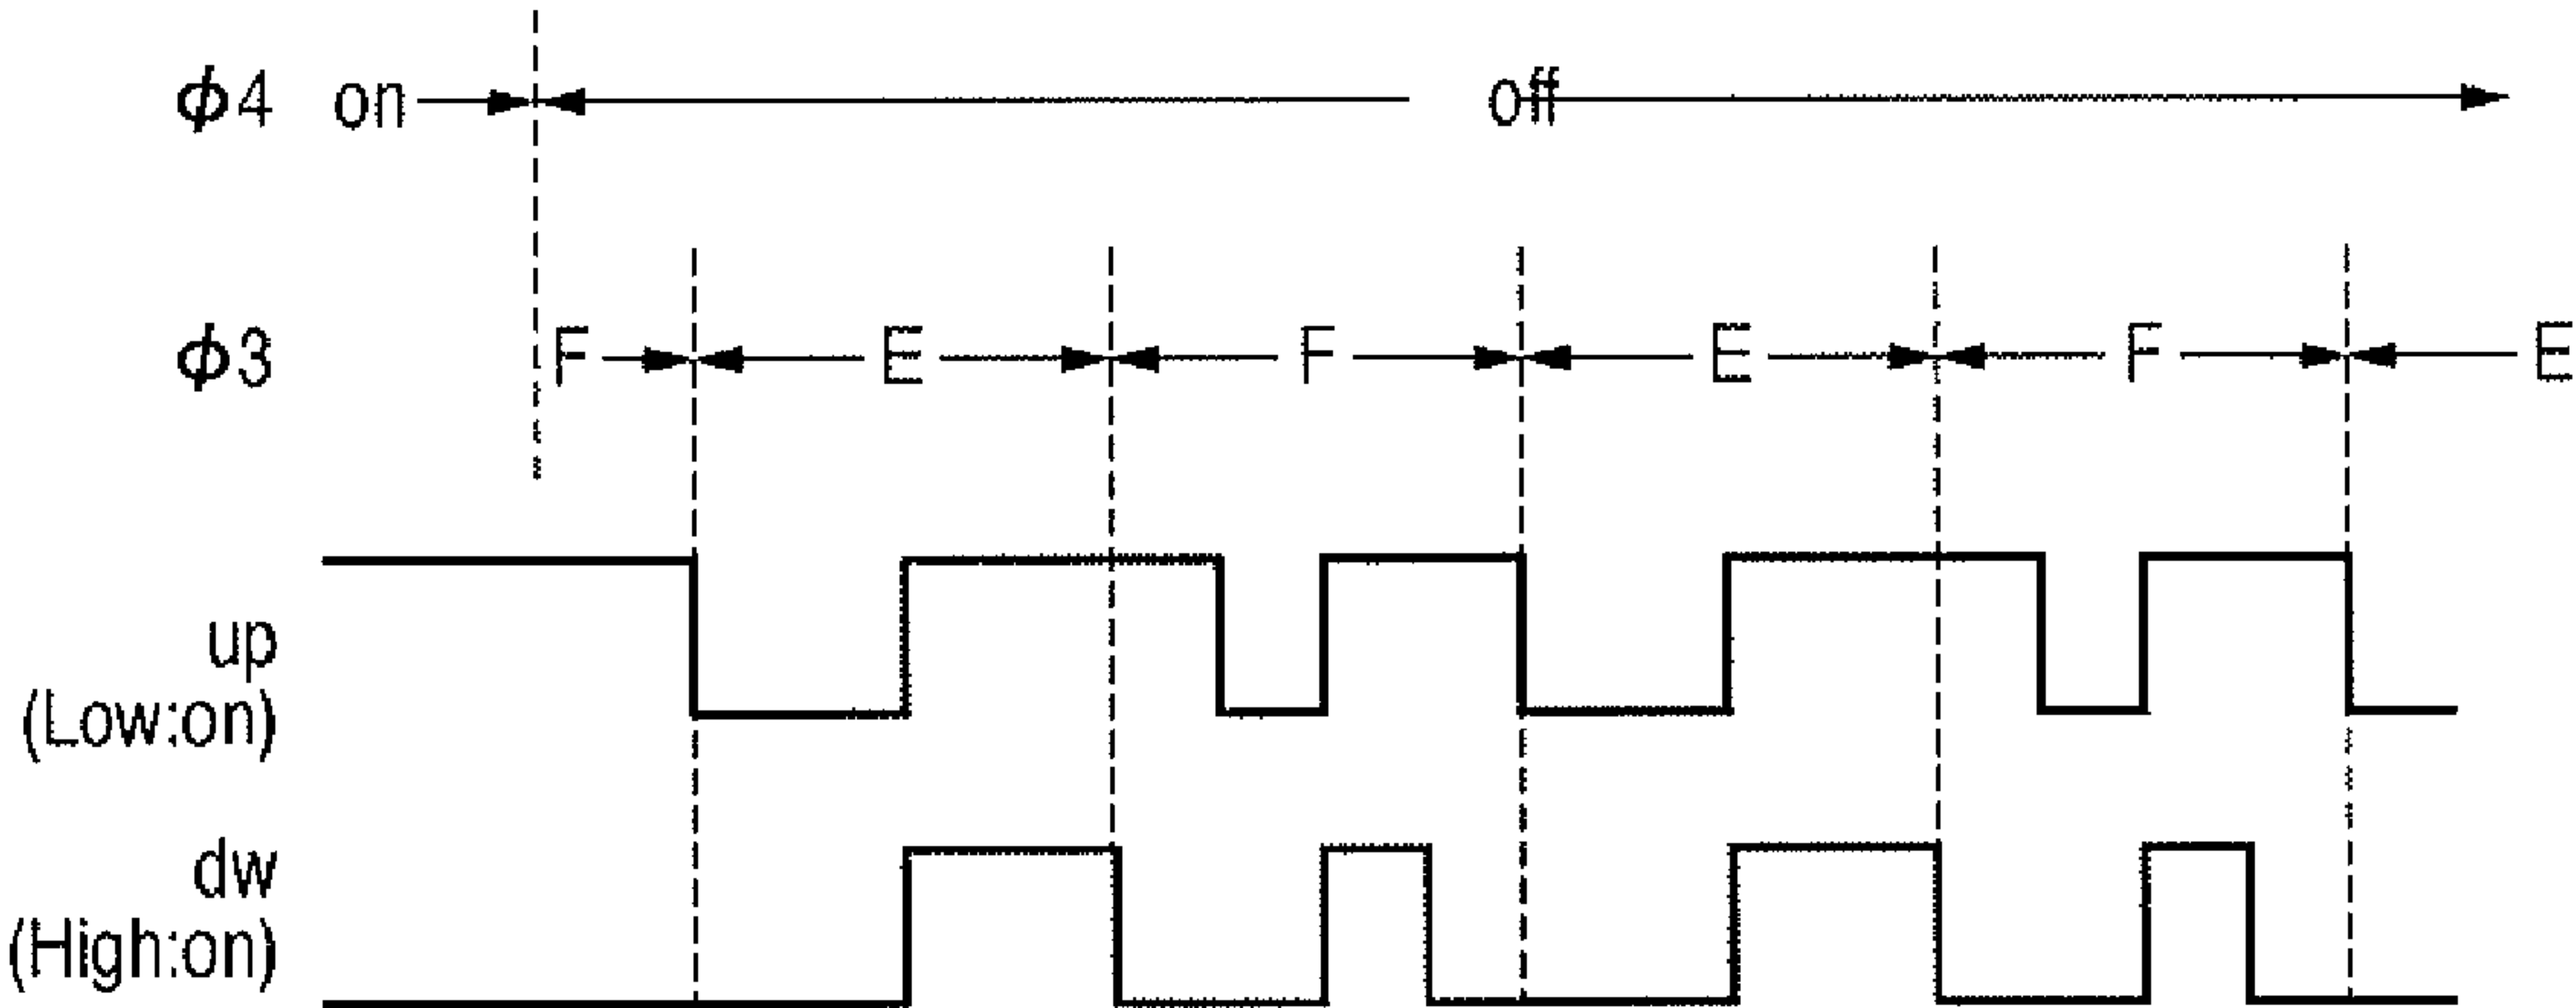 ϕ4 on off
ϕ3 F E F E F E
up
(Low:on)
dw
(High:on)